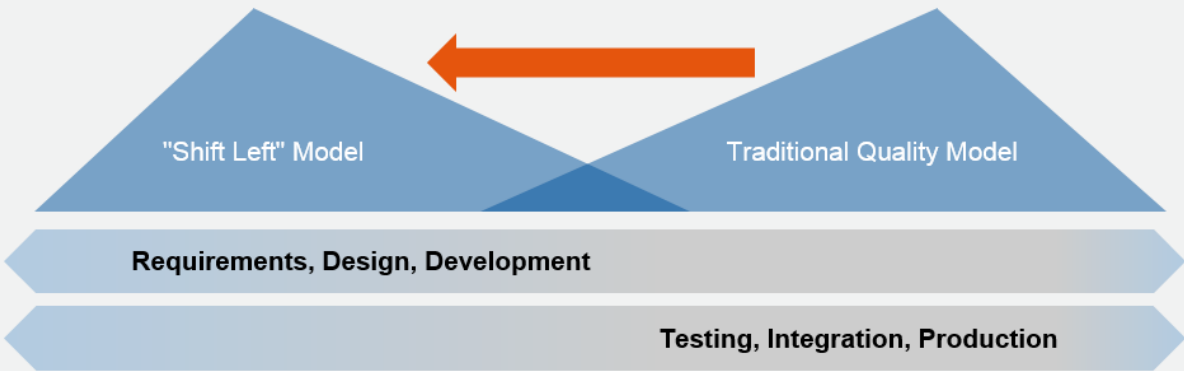 "Shift Left" Model
Traditional Quality Model
Requirements, Design, Development
Testing, Integration, Production